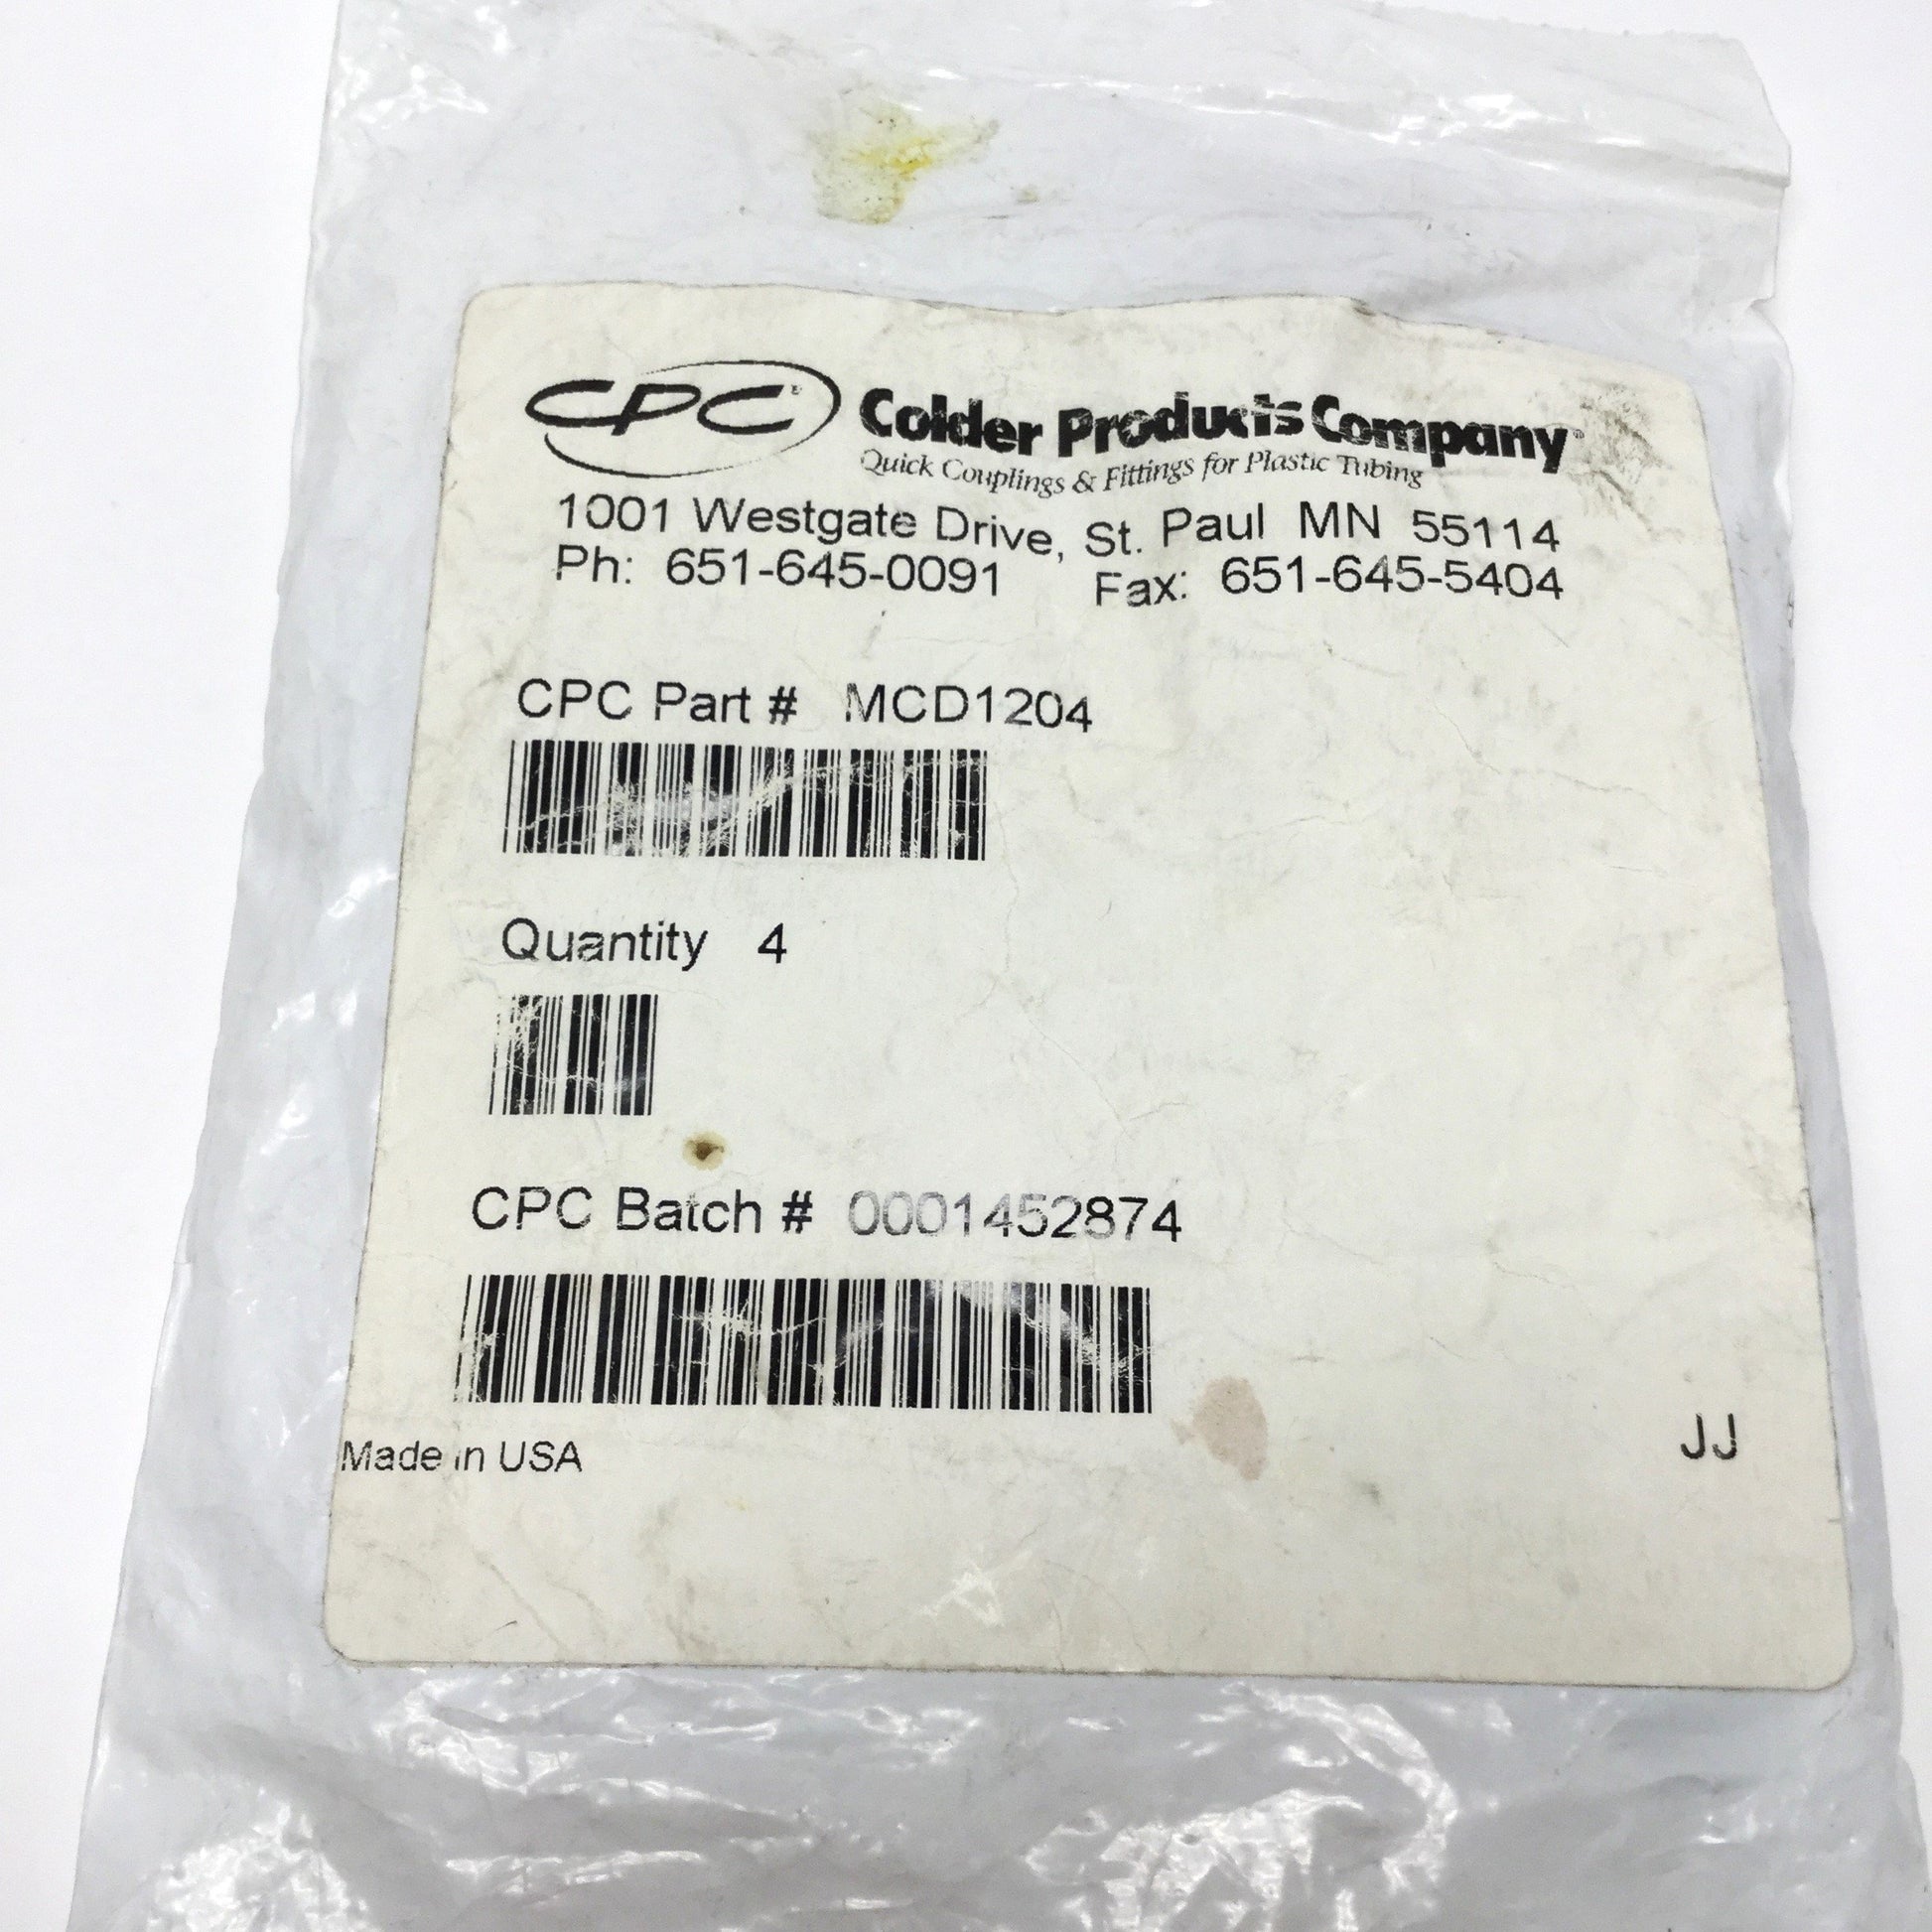 CPC® Colder Products Company
Quick Couplings & Fittings for Plastic Tubing
1001 Westgate Drive, St. Paul MN 55114
Ph: 651-645-0091 Fax: 651-645-5404
CPC Part # MCD1204
Quantity 4
CPC Batch # 0001452874
Made in USA JJ